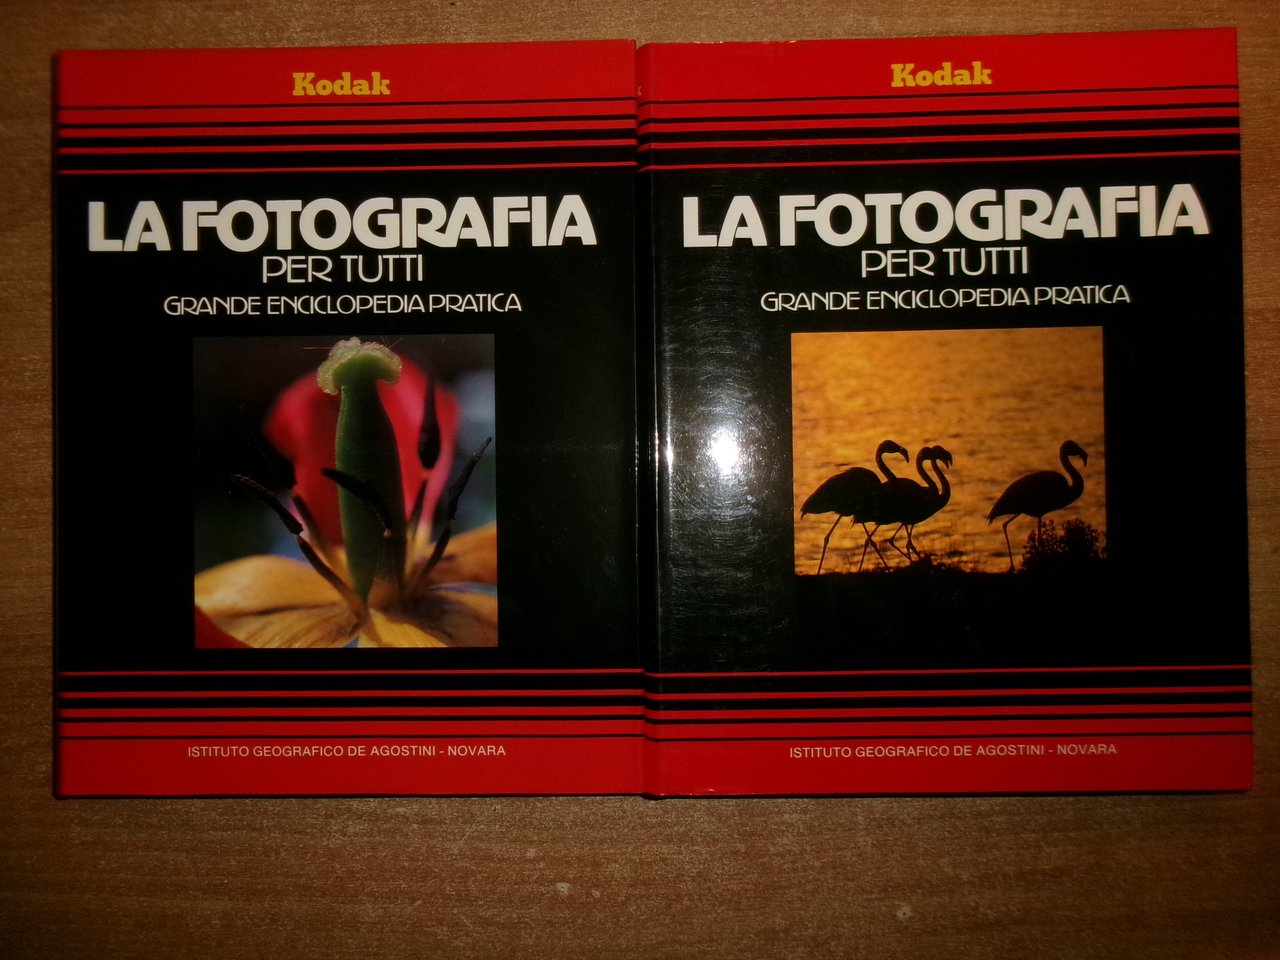 Kodak
LA FOTOGRAFIA
PER TUTTI
GRANDE ENCICLOPEDIA PRATICA
ISTITUTO GEOGRAFICO DE AGOSTINI - NOVARA
Kodak
LA FOTOGRAFIA
PER TUTTI
GRANDE ENCICLOPEDIA PRATICA
ISTITUTO GEOGRAFICO DE AGOSTINI - NOVARA